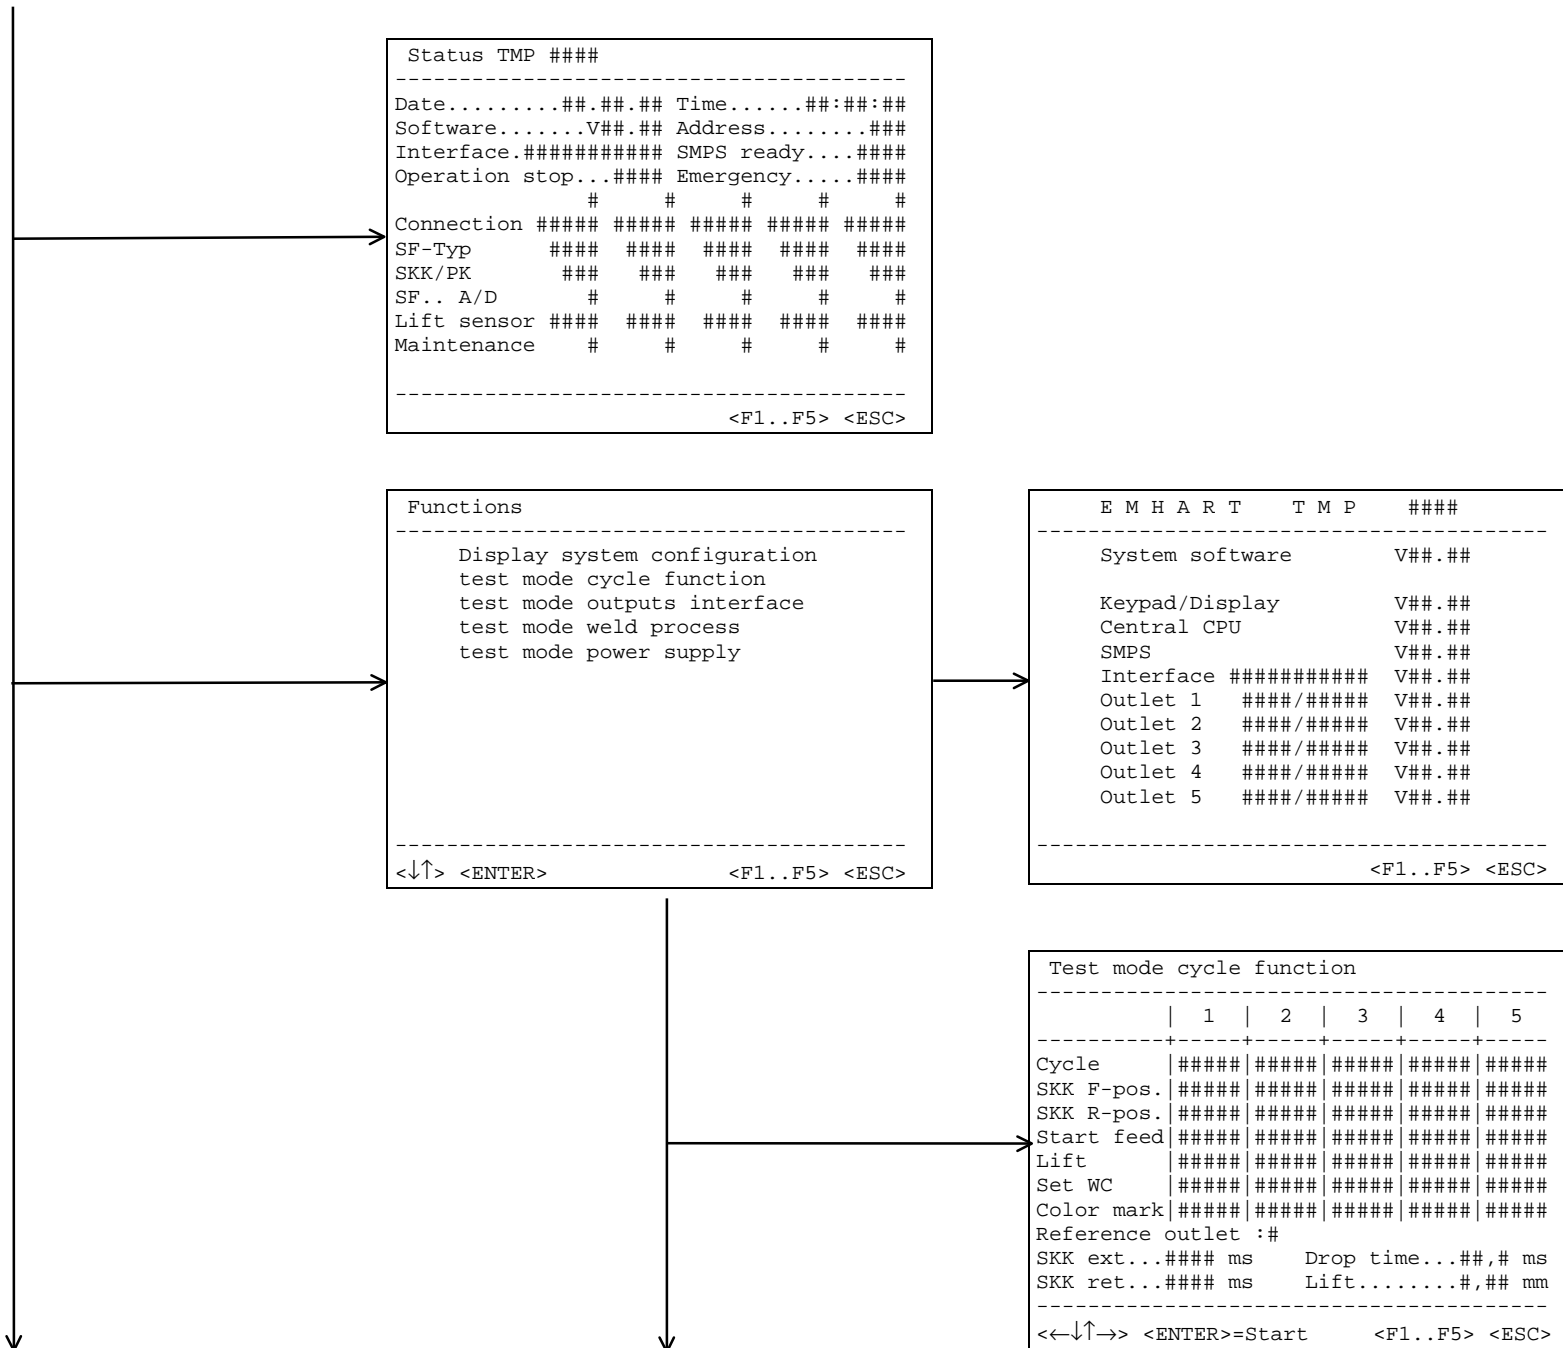 Status TMP ####
----------------------------------------
Date.........##.##.## Time......##:##:##
Software.......V##.## Address........###
Interface.########### SMPS ready....####
Operation stop...#### Emergency.....####
# # # # #
Connection ##### ##### ##### ##### #####
SF-Typ #### #### #### #### ####
SKK/PK ### ### ### ### ###
SF.. A/D # # # # #
Lift sensor #### #### #### #### ####
Maintenance # # # # #
----------------------------------------
<F1..F5> <ESC>
Functions
----------------------------------------
Display system configuration
test mode cycle function
test mode outputs interface
test mode weld process
test mode power supply
----------------------------------------
<↓↑> <ENTER> <F1..F5> <ESC>
E M H A R T T M P ####
----------------------------------------
System software V##.##
Keypad/Display V##.##
Central CPU V##.##
SMPS V##.##
Interface ########### V##.##
Outlet 1 ####/##### V##.##
Outlet 2 ####/##### V##.##
Outlet 3 ####/##### V##.##
Outlet 4 ####/##### V##.##
Outlet 5 ####/##### V##.##
----------------------------------------
<F1..F5> <ESC>
Test mode cycle function
----------------------------------------
| 1 | 2 | 3 | 4 | 5
----------+-----+-----+-----+-----+-----
Cycle |#####|#####|#####|#####|#####
SKK F-pos.|#####|#####|#####|#####|#####
SKK R-pos.|#####|#####|#####|#####|#####
Start feed|#####|#####|#####|#####|#####
Lift |#####|#####|#####|#####|#####
Set WC |#####|#####|#####|#####|#####
Color mark|#####|#####|#####|#####|#####
Reference outlet :#
SKK ext...#### ms Drop time...##,# ms
SKK ret...#### ms Lift........#,## mm
----------------------------------------
<←↓↑→> <ENTER>=Start <F1..F5> <ESC>